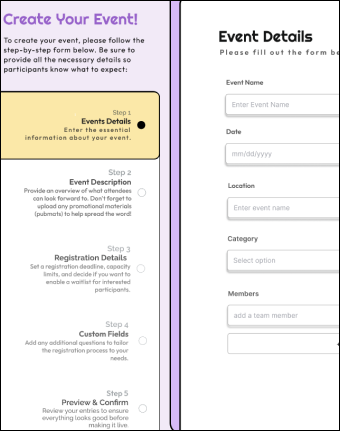 Create Your Event!
To create your event, please follow the
step-by-step form below. Be sure to
provide all the necessary details so
participants know what to expect:
Step 1
Events Details
Enter the essential
information about your event.
Step 2
Event Description
Provide an overview of what attendees
can look forward to. Don't forget to
upload any promotional materials
(pubmats) to help spread the word!
Step 3
Registration Details
Set a registration deadline, capacity
limits, and decide if you want to
enable a waitlist for interested
participants.
Step 4
Custom Fields
Add any additional questions to tailor
the registration process to your
needs.
Step 5
Preview & Confirm
Review your entries to ensure
everything looks good before
making it live.
Event Details
Please fill out the form be
Event Name
Enter Event Name
Date
mm/dd/yyyy
Location
Enter event name
Category
Select option
Members
add a team member